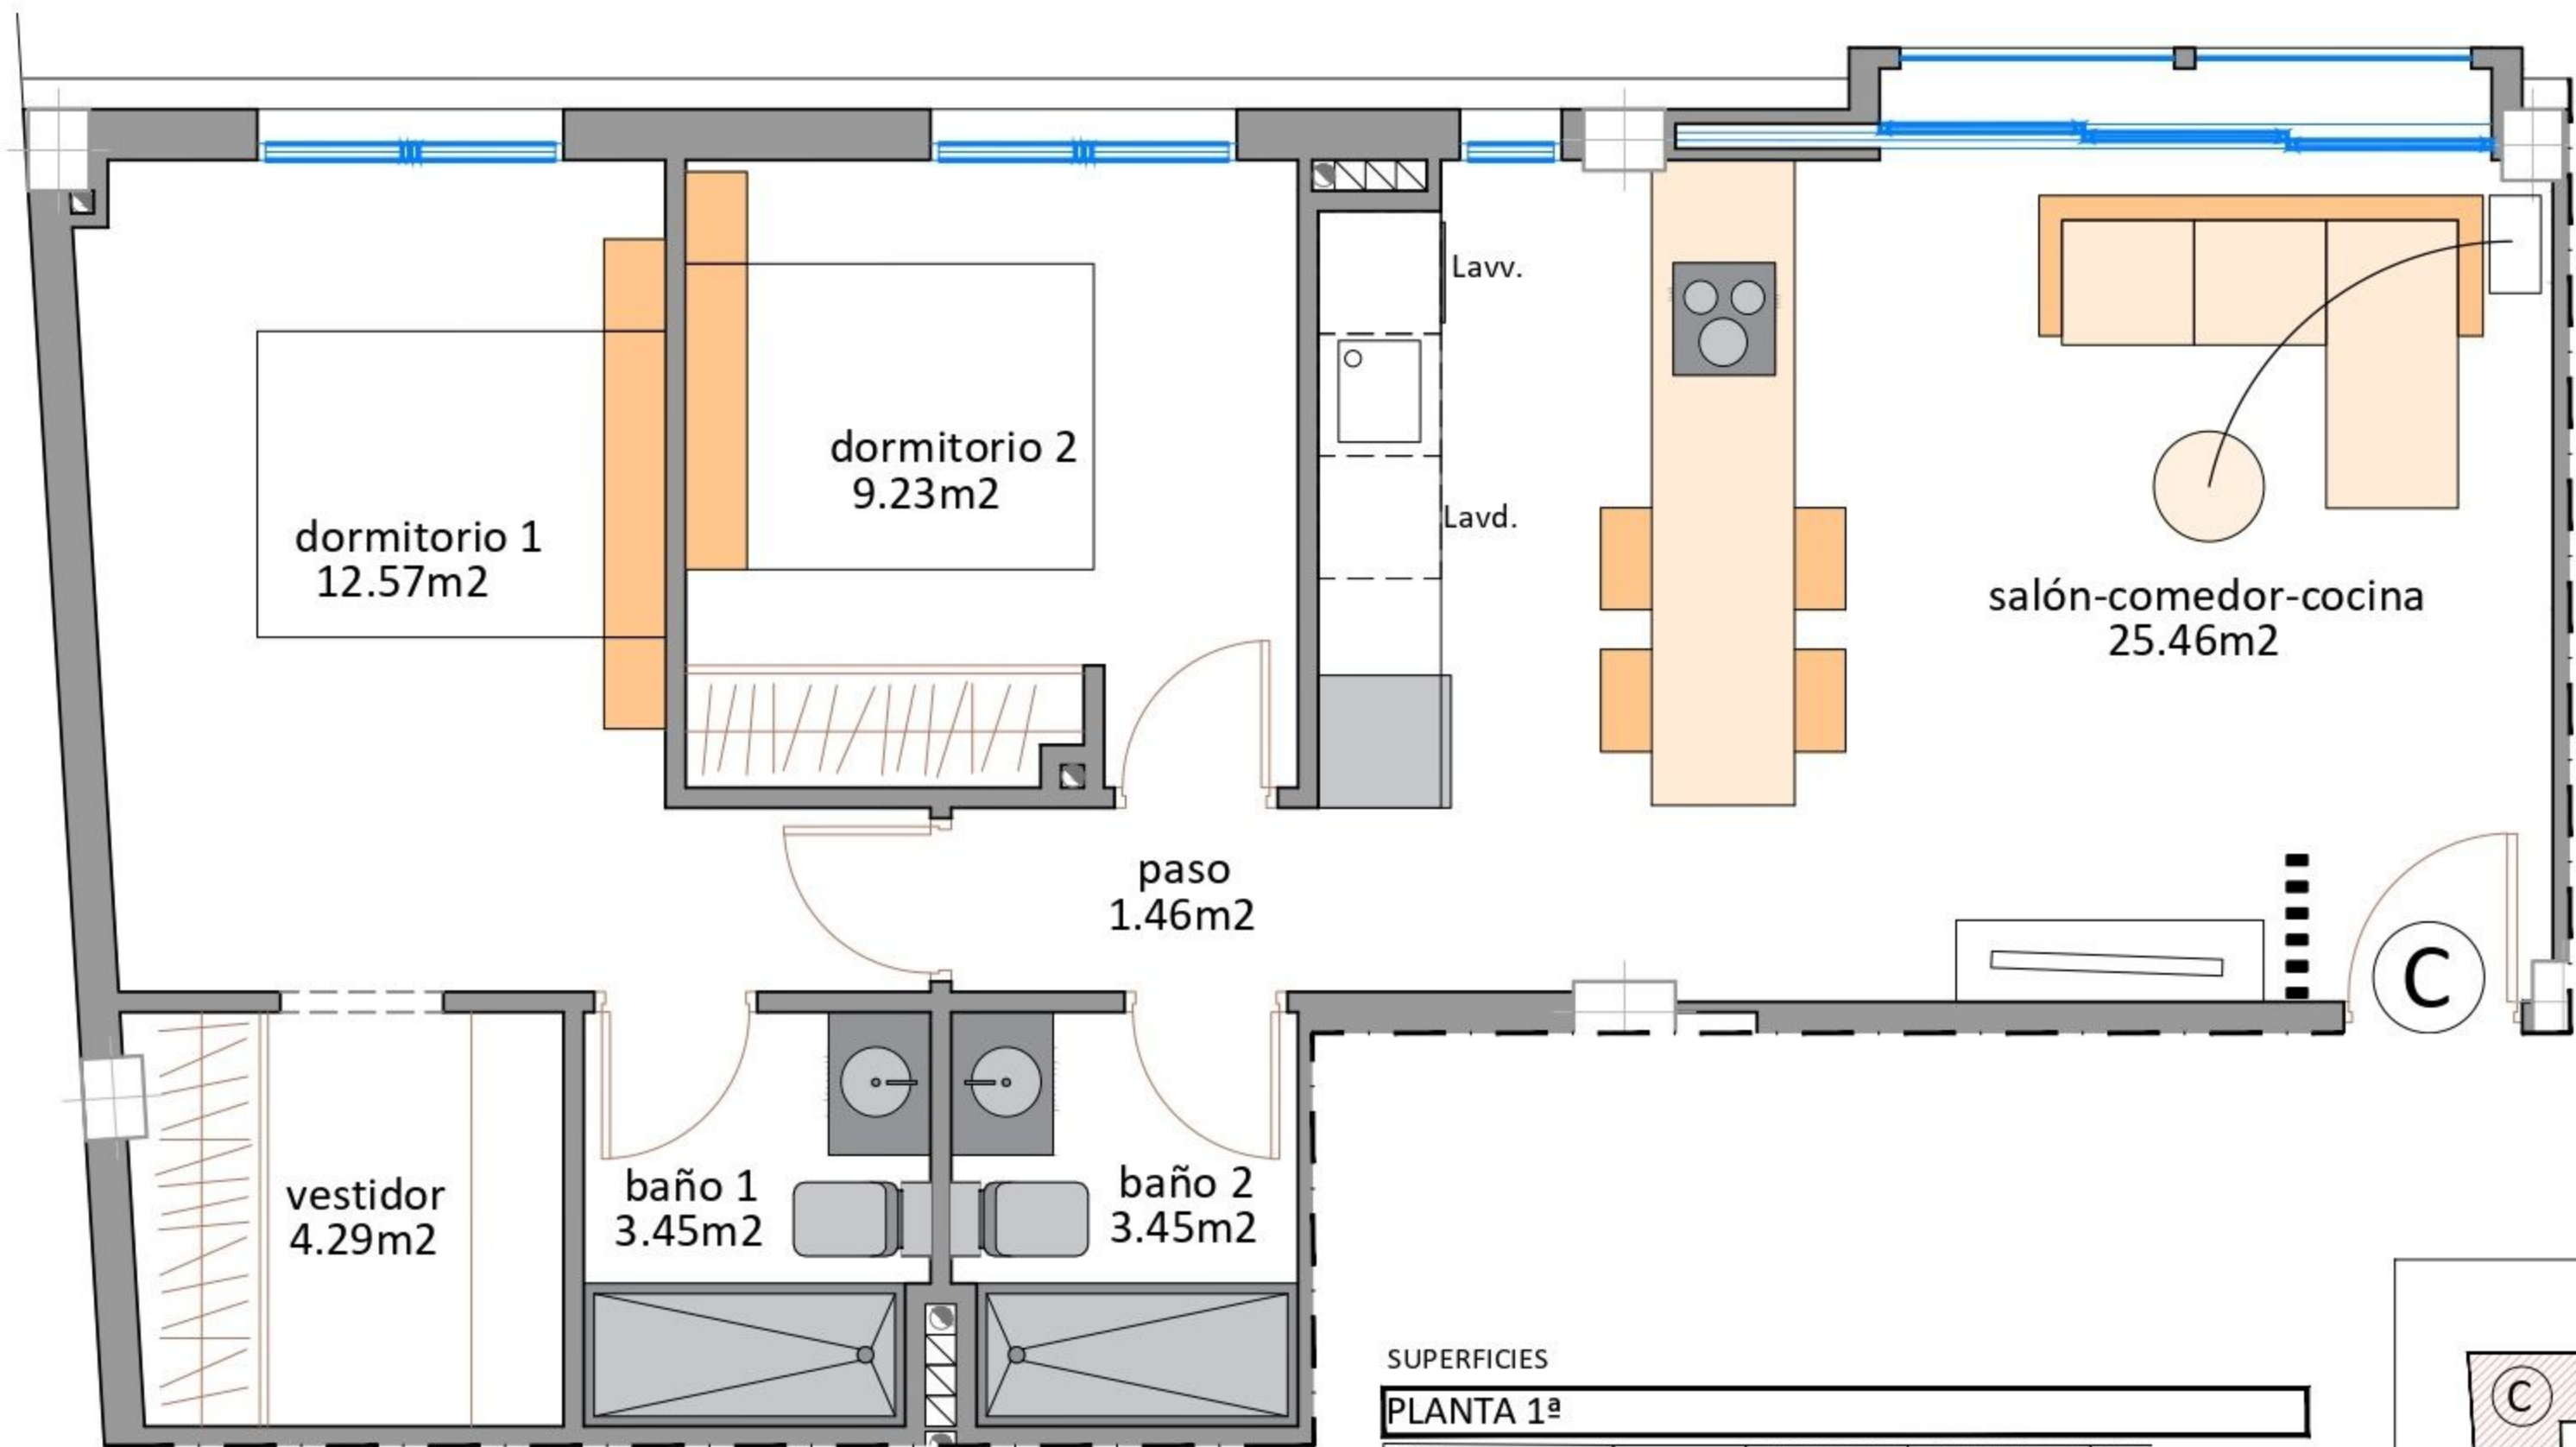 Lavv.
dormitorio 2
9.23m2
Lavd.
dormitorio 1
12.57m2
salón-comedor-cocina
25.46m2
paso
1.46m2
C
baño 1
3.45m2
baño 2
3.45m2
vestidor
4.29m2
SUPERFICIES
PLANTA 1ª
C